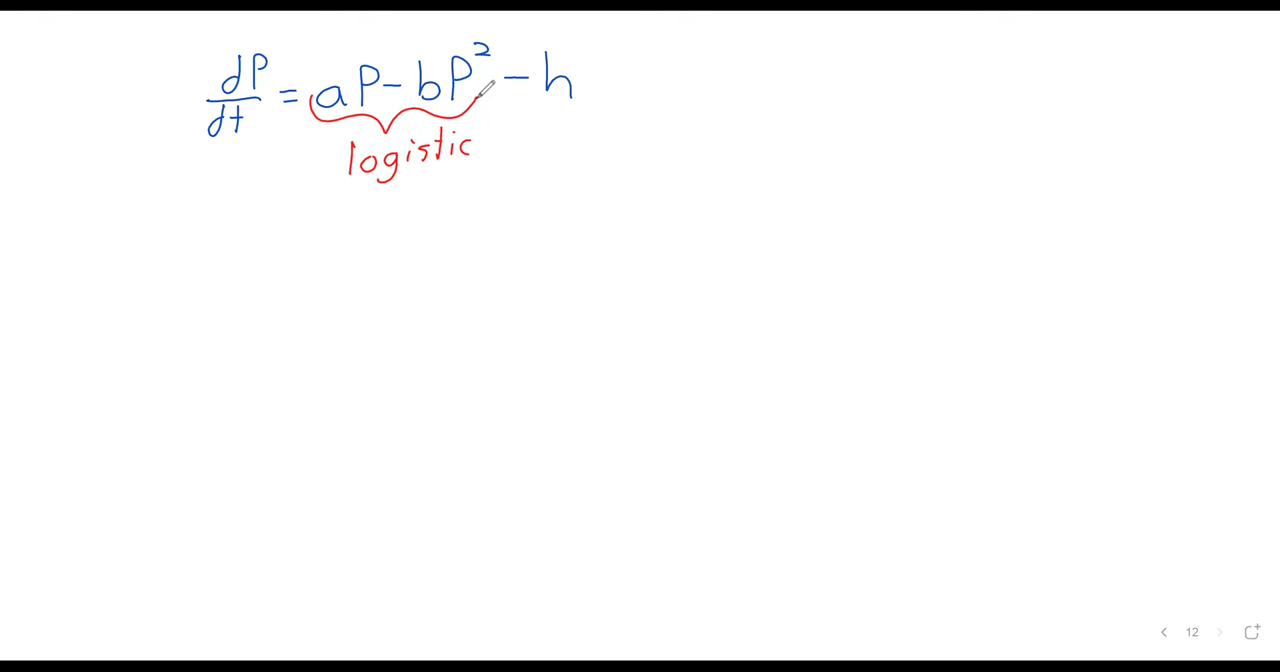 dP/dt = aP - bP² - h
logistic
12